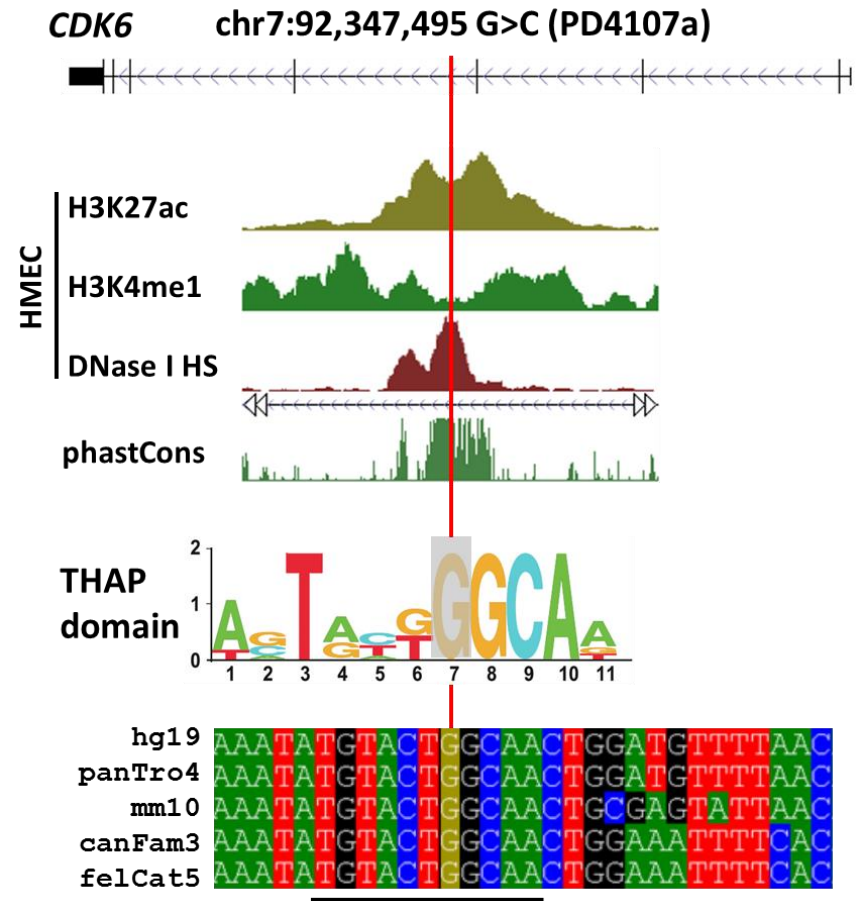 CDK6 chr7:92,347,495 G>C (PD4107a)
HMEC
H3K27ac
H3K4me1
DNase I HS
phastCons
THAP
domain
2
1
0
1 2 3 4 5 6 7 8 9 10 11
hg19 AAATATGTACTGGCAACTGGATGTTTTAAC
panTro4 AAATATGTACTGGCAACTGGATGTTTTAAC
mm10 AAATATGTACTGGCAACTGCGAGTATTAAC
canFam3 AAATATGTACTGGCAACTGGAAATTTTCAC
felCat5 AAATATGTACTGGCAACTGGAAATTTTCAC